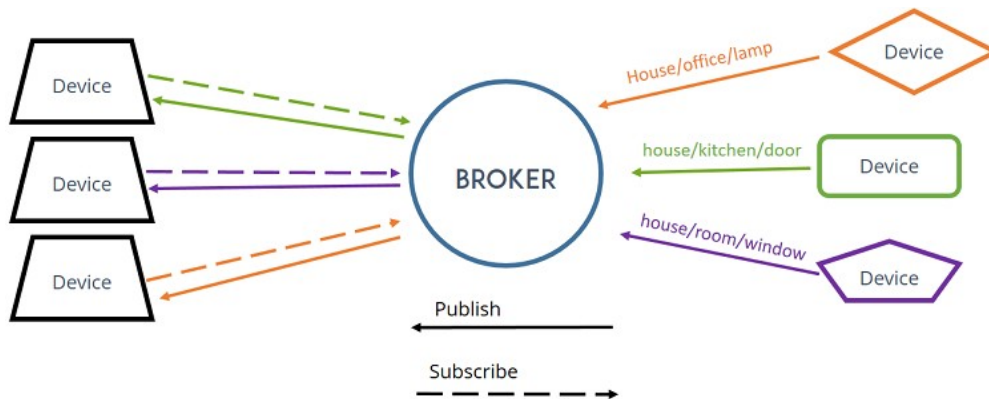 Device
House/office/lamp
Device
Device
BROKER
house/kitchen/door
Device
Device
house/room/window
Device
Publish
Subscribe